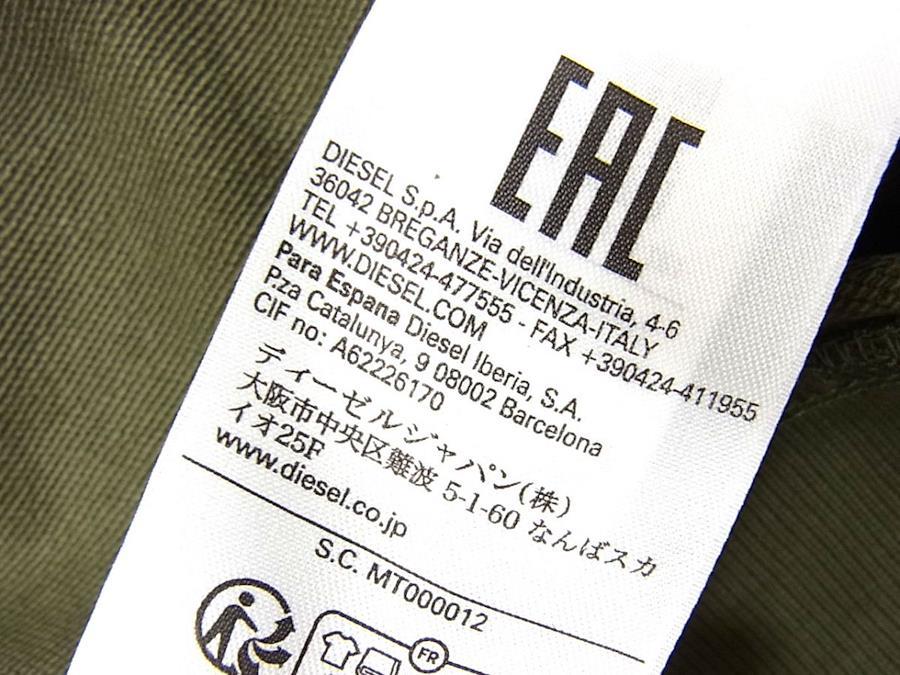 EAC
DIESEL S.p.A. Via dell'Industria, 4-6
36042 BREGANZE-VICENZA-ITALY
TEL +390424-477555 - FAX +390424-411955
WWW.DIESEL.COM
Para Espana Diesel Iberia, S.A.
P.za Catalunya, 9 08002 Barcelona
CIF no: A62226170
ディーゼルジャパン(株)
大阪市中央区難波 5-1-60 なんばスカ
イオ25F
www.diesel.co.jp
S.C. MT000012
FR